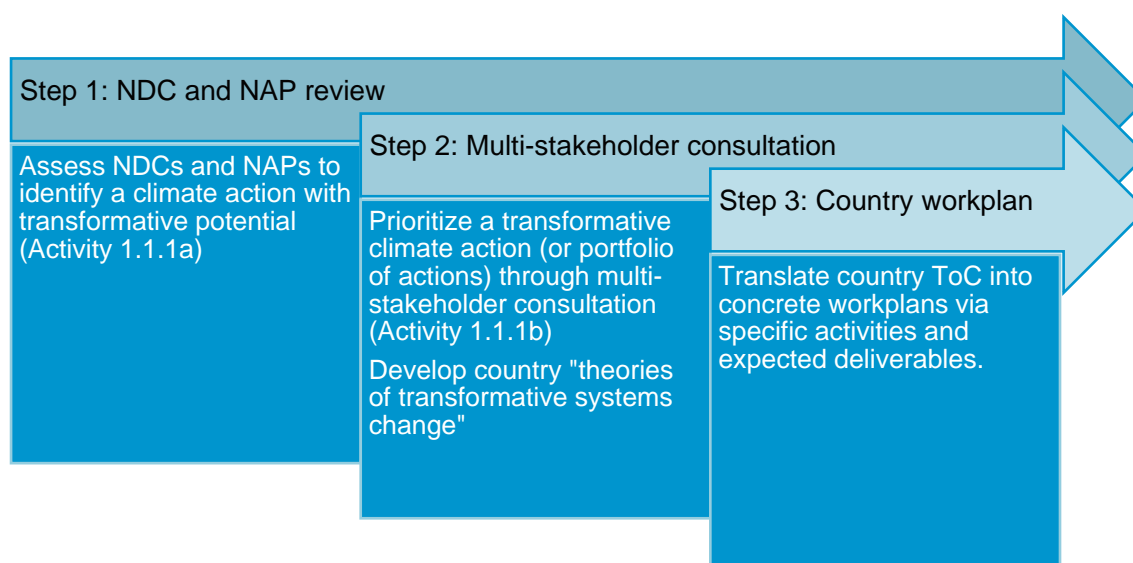 Step 1: NDC and NAP review
Assess NDCs and NAPs to
identify a climate action with
transformative potential
(Activity 1.1.1a)
Step 2: Multi-stakeholder consultation
Prioritize a transformative
climate action (or portfolio
of actions) through multi-
stakeholder consultation
(Activity 1.1.1b)
Develop country "theories
of transformative systems
change"
Step 3: Country workplan
Translate country ToC into
concrete workplans via
specific activities and
expected deliverables.